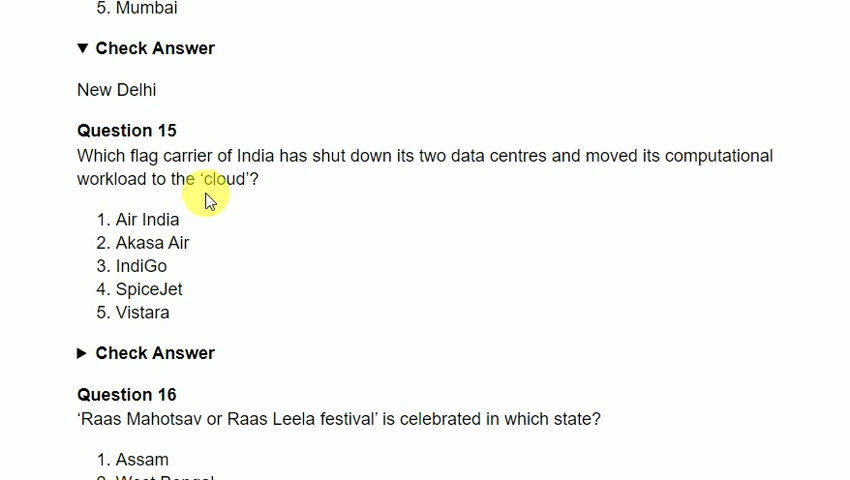 5. Mumbai
▼ Check Answer
New Delhi
Question 15
Which flag carrier of India has shut down its two data centres and moved its computational
workload to the ‘cloud’?
1. Air India
2. Akasa Air
3. IndiGo
4. SpiceJet
5. Vistara
▶ Check Answer
Question 16
‘Raas Mahotsav or Raas Leela festival’ is celebrated in which state?
1. Assam
2. West Bengal